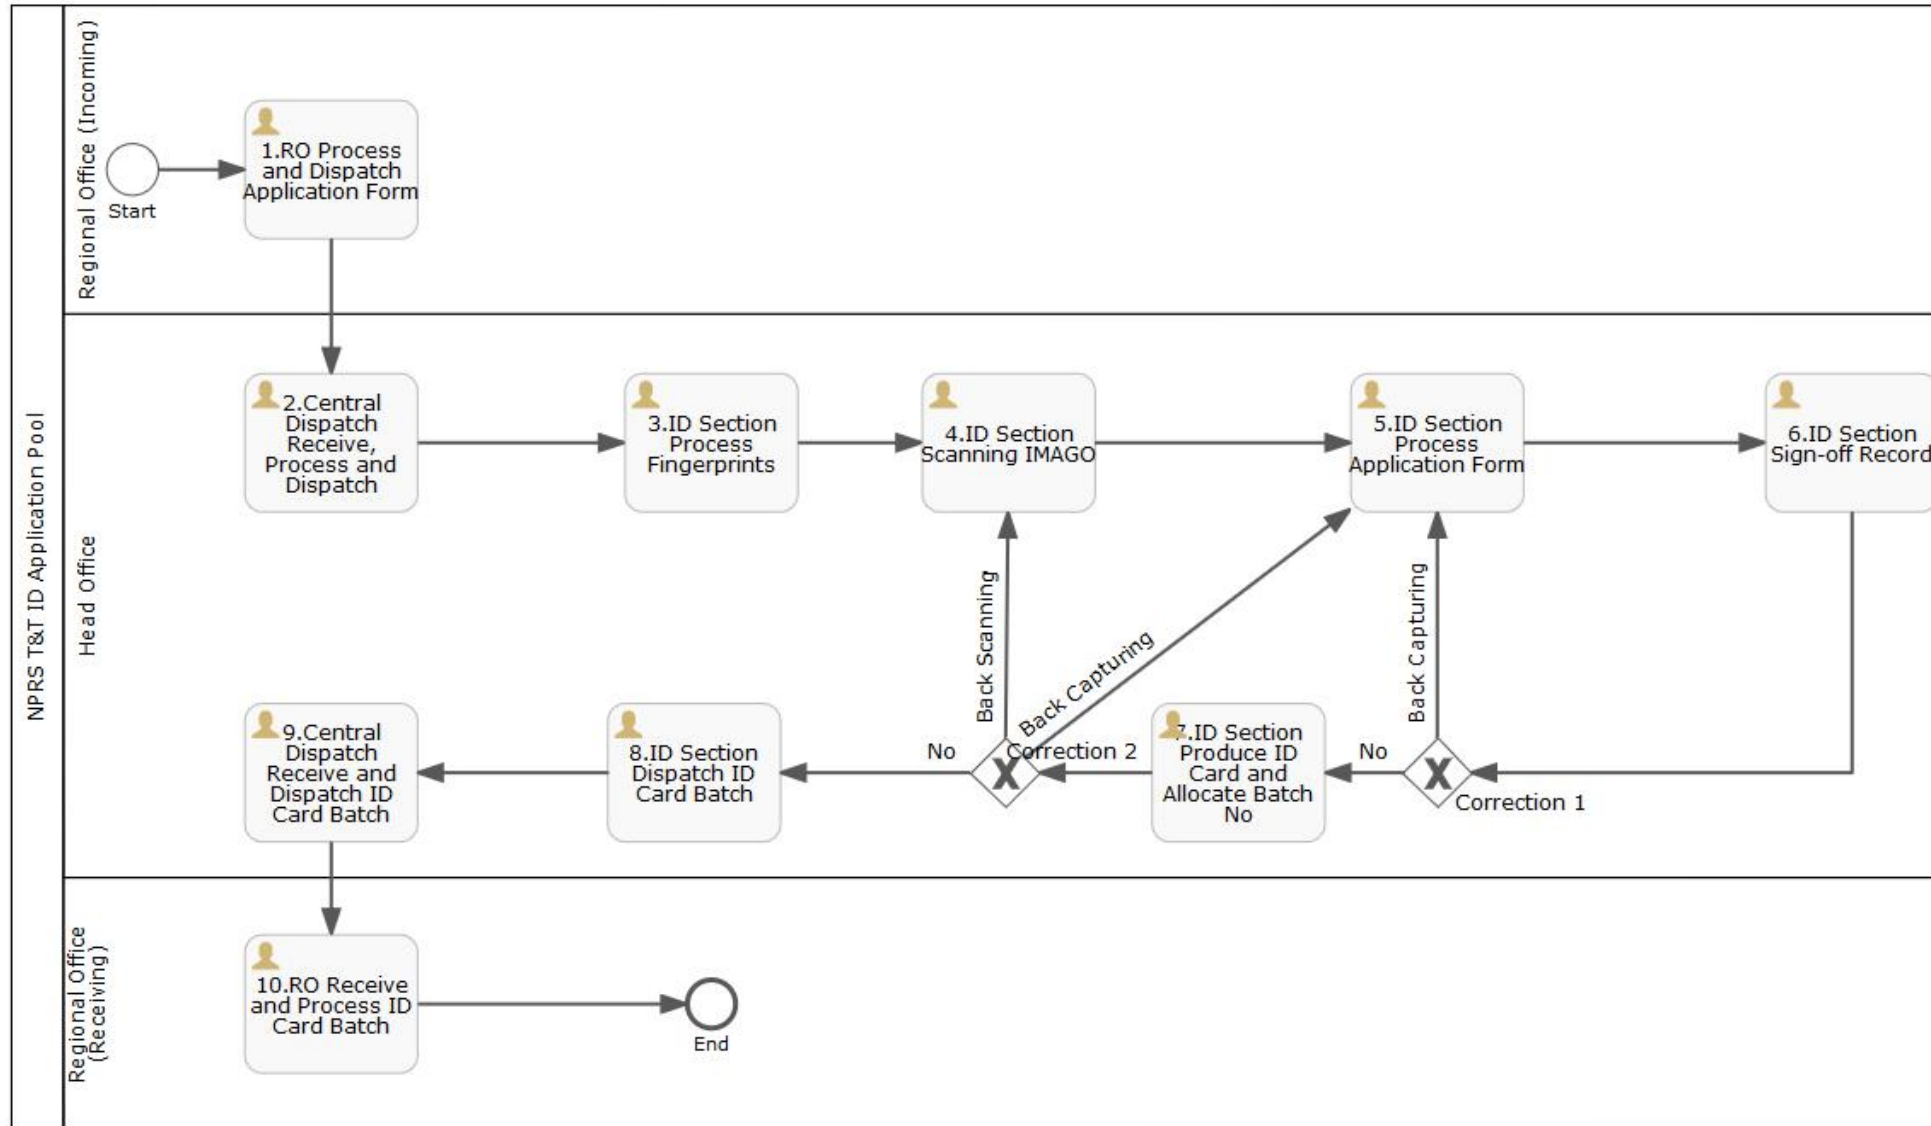 NPRS T&T ID Application Pool
Regional Office (Incoming)
Start
1.RO Process
and Dispatch
Application Form
Head Office
2.Central
Dispatch
Receive,
Process and
Dispatch
3.ID Section
Process
Fingerprints
4.ID Section
Scanning IMAGO
5.ID Section
Process
Application Form
6.ID Section
Sign-off Record
Back Scanning
Back Capturing
Back Capturing
9.Central
Dispatch
Receive and
Dispatch ID
Card Batch
8.ID Section
Dispatch ID
Card Batch
No
Correction 2
7.ID Section
Produce ID
Card and
Allocate Batch
No
No
Correction 1
Regional Office
(Receiving)
10.RO Receive
and Process ID
Card Batch
End